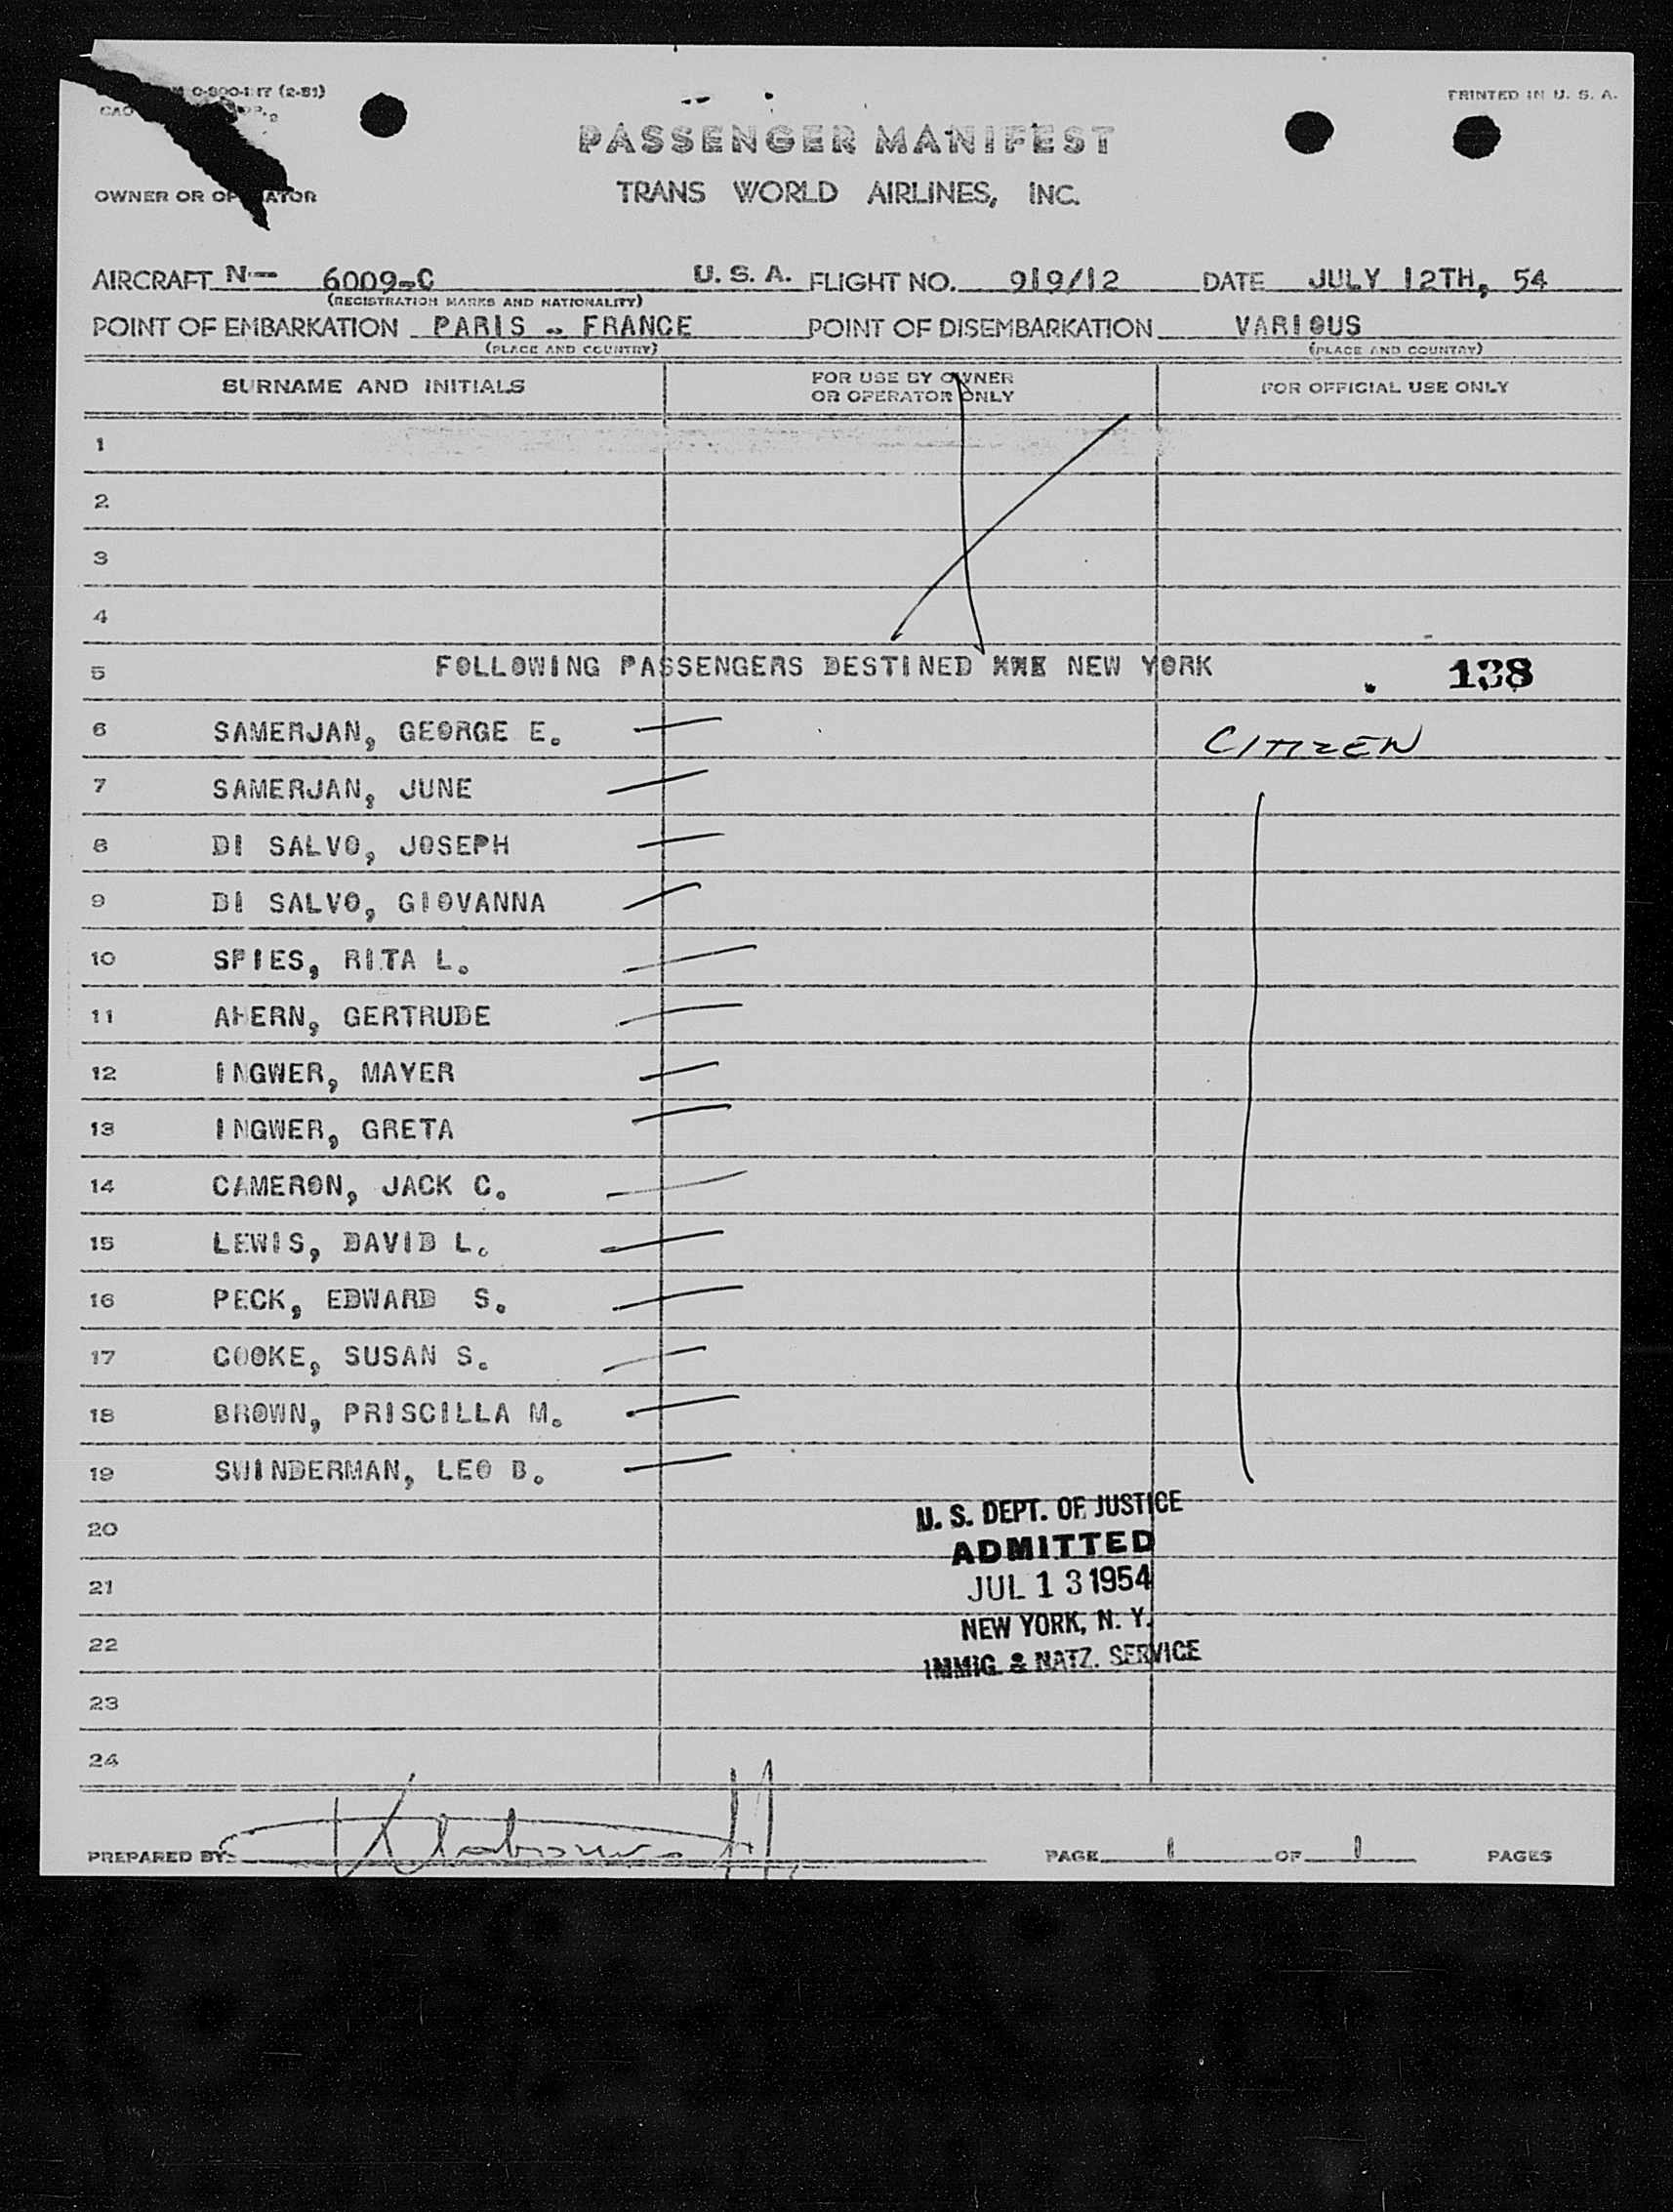 0-800-117 (2-51)
PRINTED IN U. S. A.
PASSENGER MANIFEST
OWNER OR OPERATOR
TRANS WORLD AIRLINES, INC.
AIRCRAFT N-- 6009-C U. S. A. FLIGHT NO. 919/12 DATE JULY 12TH, 54
(REGISTRATION MARKS AND NATIONALITY)
POINT OF EMBARKATION PARIS -- FRANCE POINT OF DISEMBARKATION VARIOUS
(PLACE AND COUNTRY) (PLACE AND COUNTRY)
SURNAME AND INITIALS FOR USE BY OWNER OR OPERATOR ONLY FOR OFFICIAL USE ONLY
1
2
3
4
5 FOLLOWING PASSENGERS DESTINED NEW YORK 138
6 SAMERJAN, GEORGE E. CITIZEN
7 SAMERJAN, JUNE
8 DI SALVO, JOSEPH
9 DI SALVO, GIOVANNA
10 SPIES, RITA L.
11 AHERN, GERTRUDE
12 INGWER, MAYER
13 INGWER, GRETA
14 CAMERON, JACK C.
15 LEWIS, DAVID L.
16 PECK, EDWARD S.
17 COOKE, SUSAN S.
18 BROWN, PRISCILLA M.
19 SWINDERMAN, LEO B.
20
21
22
23
24
U. S. DEPT. OF JUSTICE
ADMITTED
JUL 13 1954
NEW YORK, N. Y.
IMMIG. & NATZ. SERVICE
PREPARED BY: PAGE 1 OF 1 PAGES